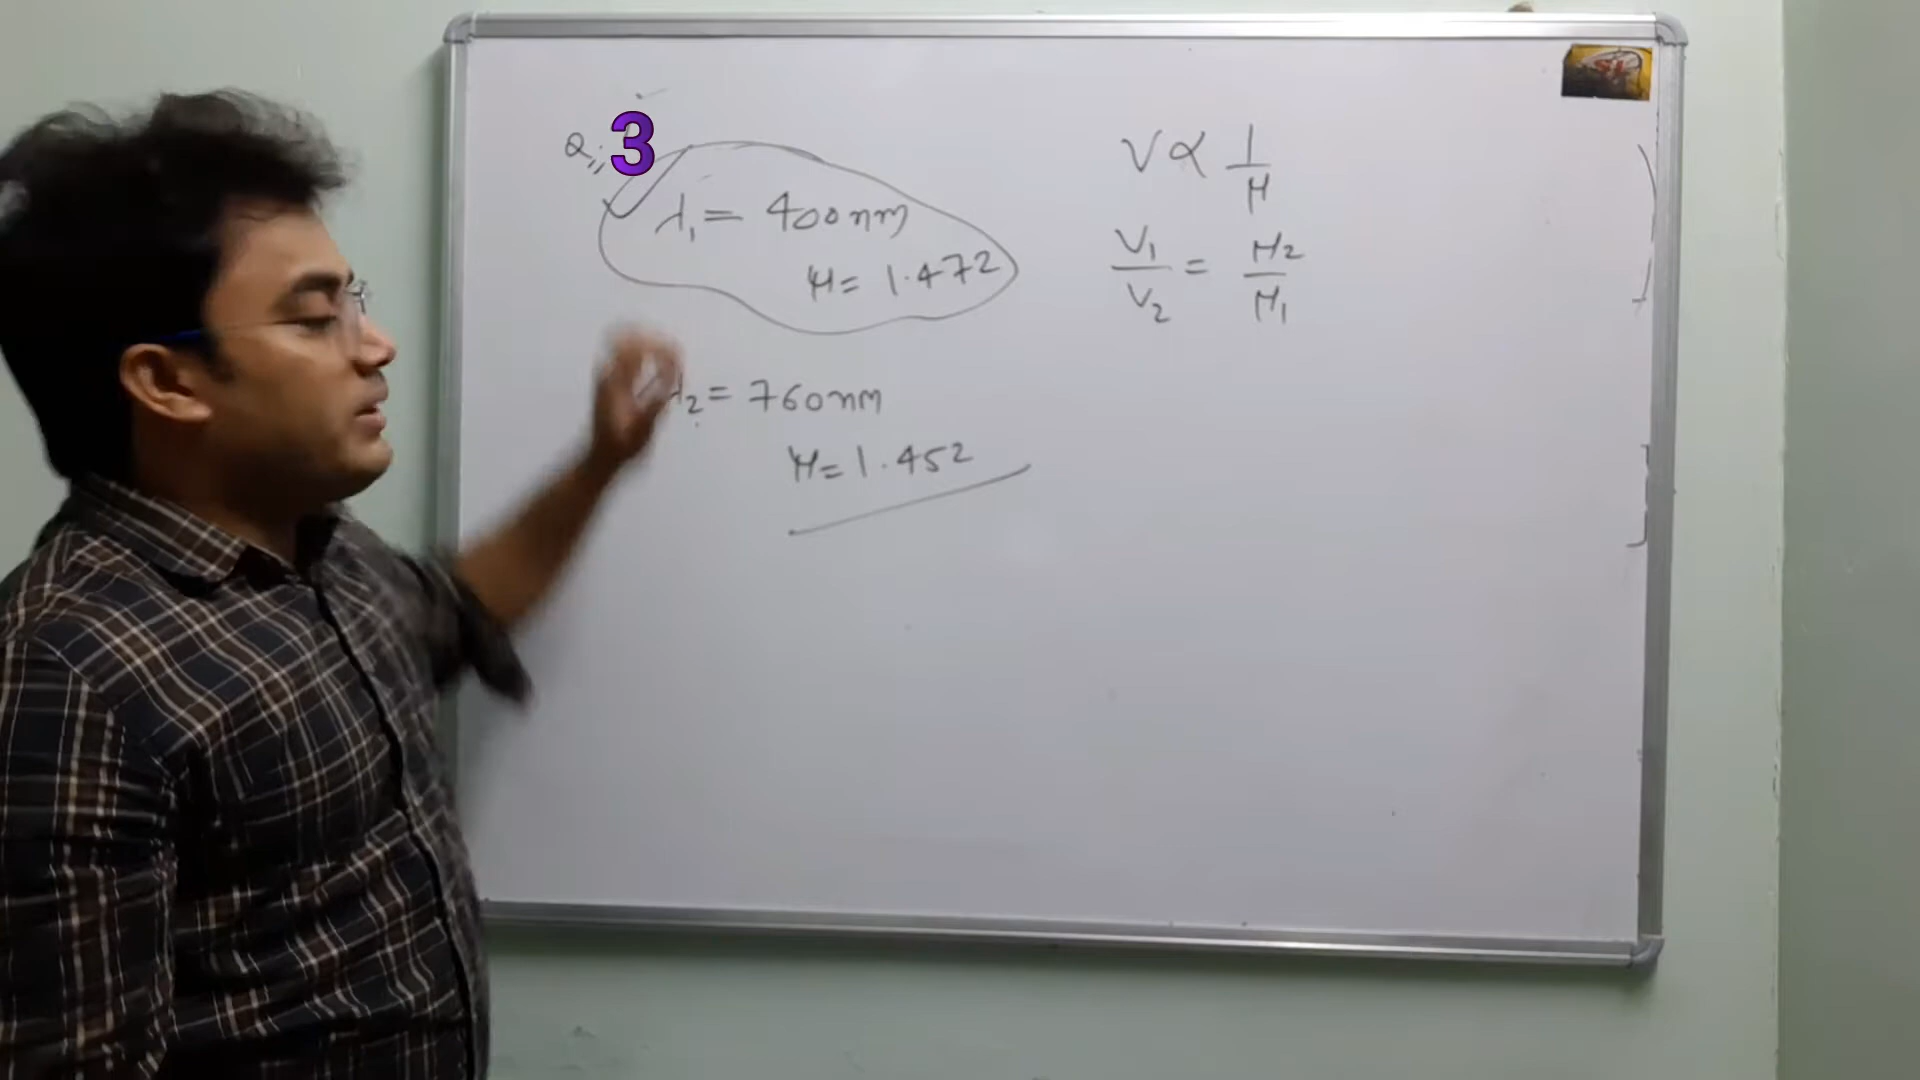 Q,; 3
λ₁ = 400nm
μ = 1.472
λ₂ = 760nm
μ = 1.452
V ∝ 1/μ
V₁/V₂ = μ₂/μ₁